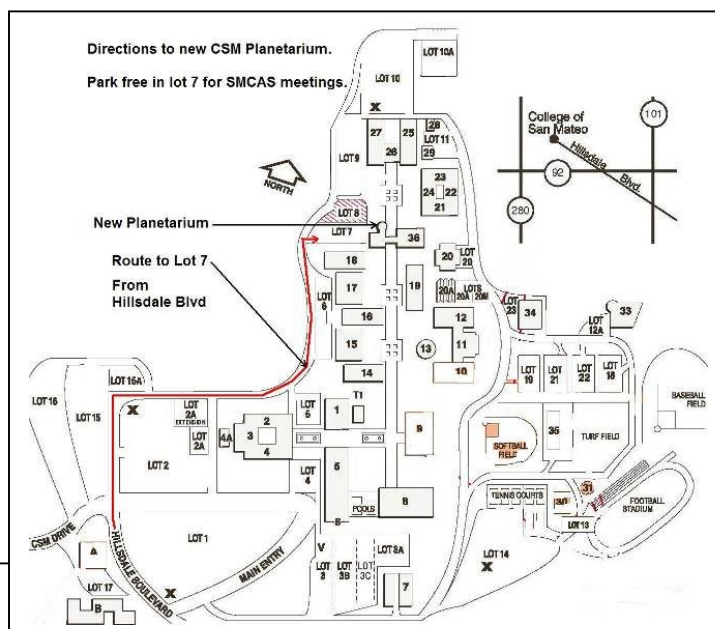 Directions to new CSM Planetarium.
Park free in lot 7 for SMCAS meetings.
LOT 10A
LOT 10
X
28
27
25
LOT 11
26
29
LOT 9
NORTH
23
24
22
21
LOT 8
New Planetarium
LOT 7
36
Route to Lot 7
From
Hillsdale Blvd
18
20
LOT 20
17
19
20A
LOTS
20A 20M
LOT 6
16
12
LOT 23
34
LOT 12A
33
15
13
11
14
10
LOT 19
LOT 21
LOT 22
LOT 18
LOT 16
LOT 15A
LOT 15
X
LOT 2A
EXTENSION
LOT 2A
4A
2
3
4
LOT 5
1
T1
9
SOFTBALL FIELD
35
TURF FIELD
BASEBALL FIELD
LOT 2
LOT 4
5
POOLS
8
TENNIS COURTS
30
31
FOOTBALL STADIUM
LOT 13
CSM DRIVE
HILLSDALE BOULEVARD
LOT 1
MAIN ENTRY
A
LOT 17
B
X
V
LOT 3
LOT 3B
LOT 3C
LOT 3A
7
LOT 14
X
College of
San Mateo
101
Hillsdale Blvd.
92
280